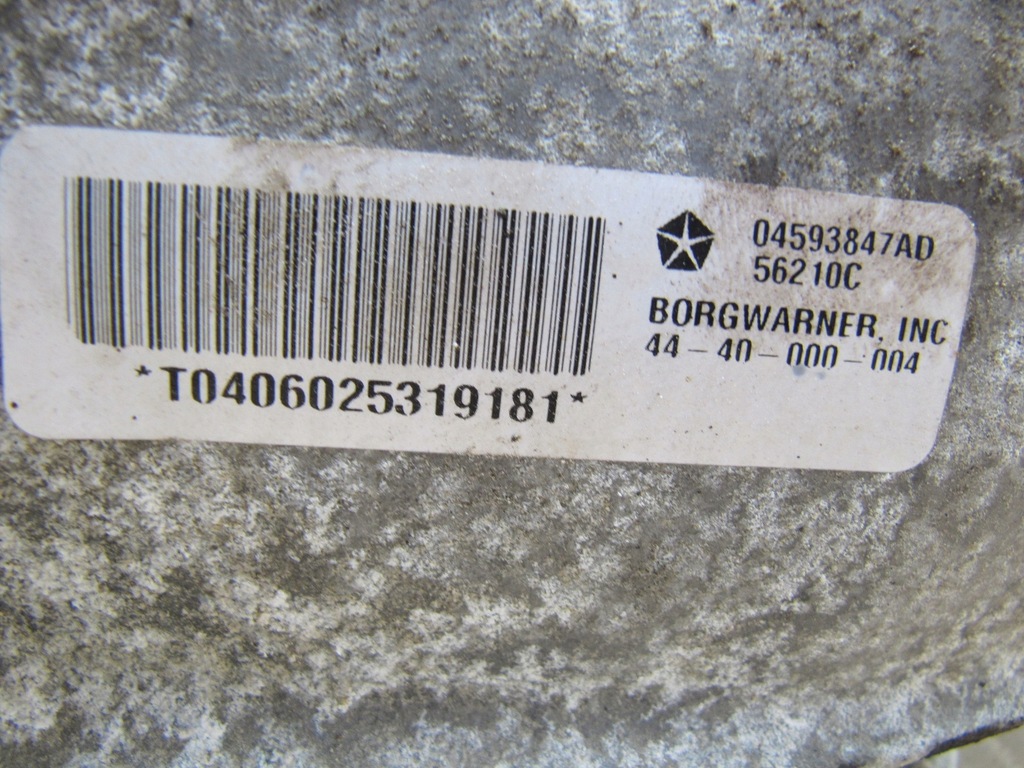 *T0406025319181*
04593847AD
56210C
BORGWARNER, INC
44-40-000-004